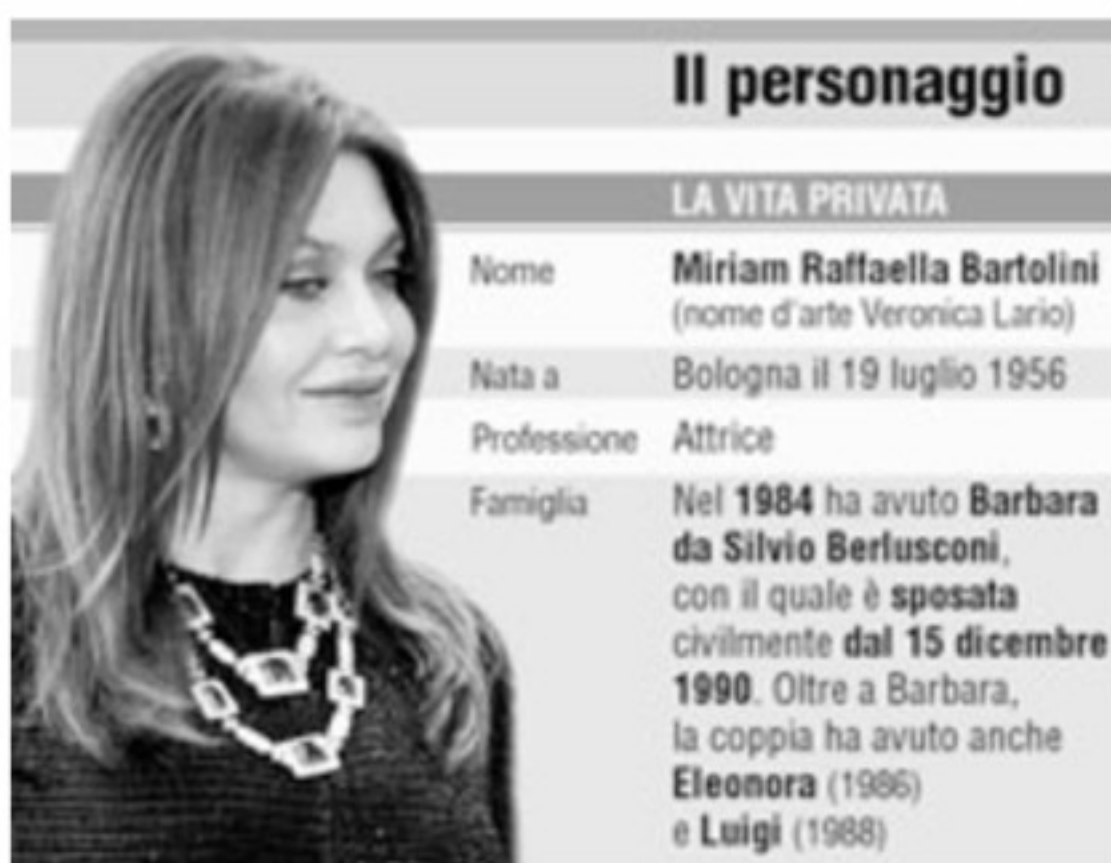 Il personaggio
LA VITA PRIVATA
Nome Miriam Raffaella Bartolini
(nome d'arte Veronica Lario)
Nata a Bologna il 19 luglio 1956
Professione Attrice
Famiglia Nel 1984 ha avuto Barbara
da Silvio Berlusconi,
con il quale è sposata
civilmente dal 15 dicembre
1990. Oltre a Barbara,
la coppia ha avuto anche
Eleonora (1986)
e Luigi (1988)